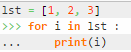 lst = [1, 2, 3]
>>> for i in lst :
...     print(i)